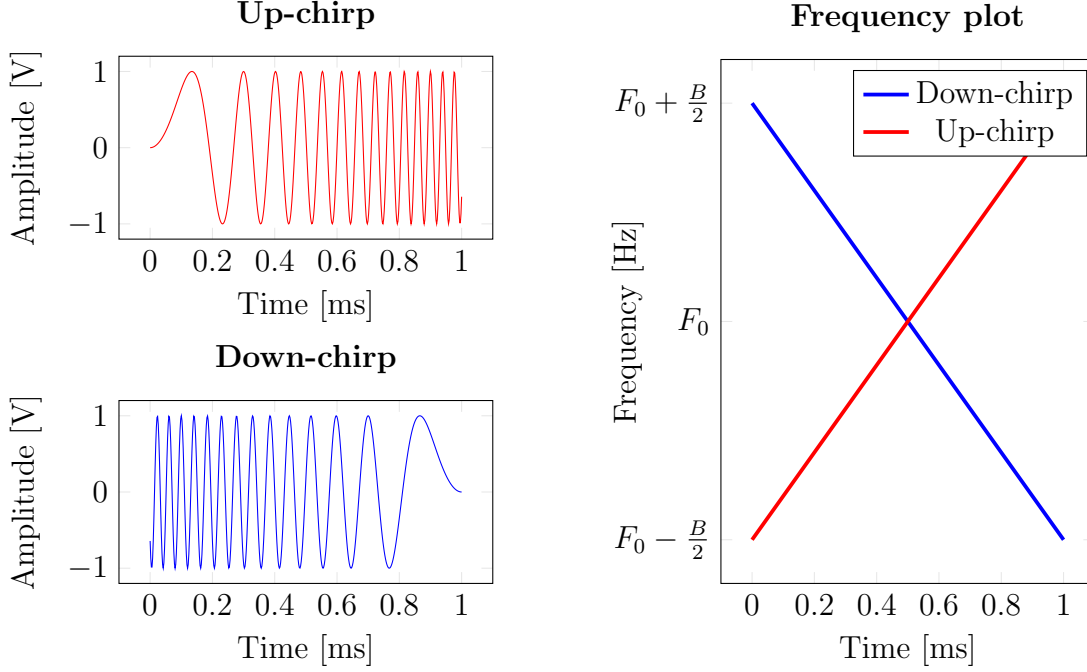 Up-chirp
Amplitude [V]
1
0
−1
0 0.2 0.4 0.6 0.8 1
Time [ms]
Down-chirp
Amplitude [V]
1
0
−1
0 0.2 0.4 0.6 0.8 1
Time [ms]
Frequency plot
Down-chirp
Up-chirp
Frequency [Hz]
F₀ + B/2
F₀
F₀ − B/2
0 0.2 0.4 0.6 0.8 1
Time [ms]